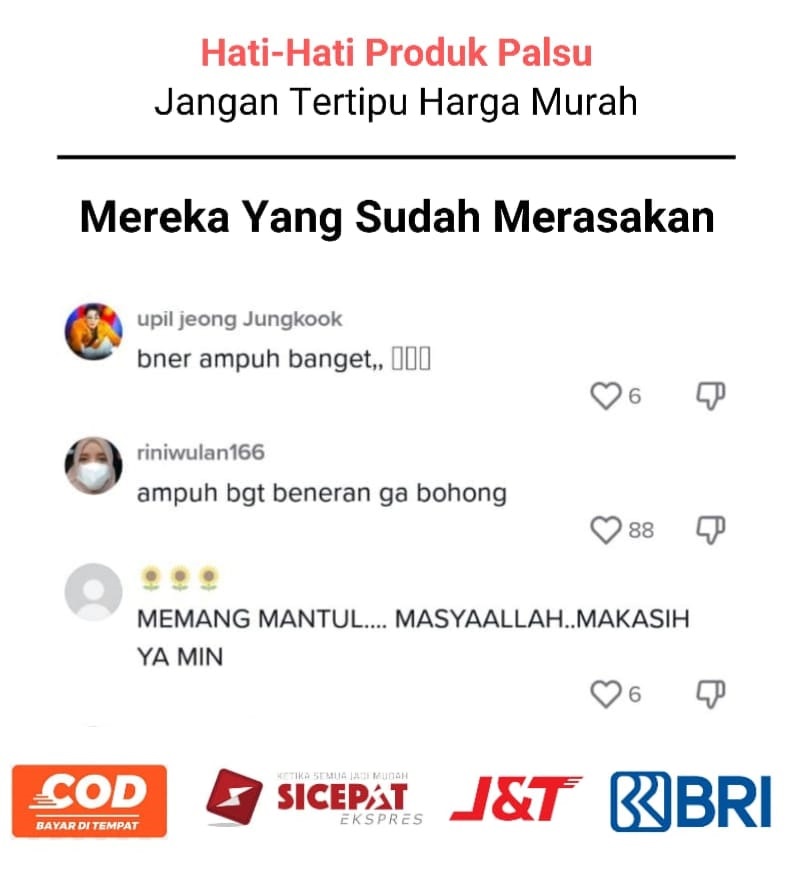 Hati-Hati Produk Palsu
Jangan Tertipu Harga Murah
Mereka Yang Sudah Merasakan
upil jeong Jungkook
bner ampuh banget,,
6
riniwulan166
ampuh bgt beneran ga bohong
88
🌻🌻🌻
MEMANG MANTUL.... MASYAALLAH..MAKASIH
YA MIN
6
COD
BAYAR DI TEMPAT
KETIKA SEMUA JADI MUDAH
SICEPAT
EKSPRES
J&T
BRI